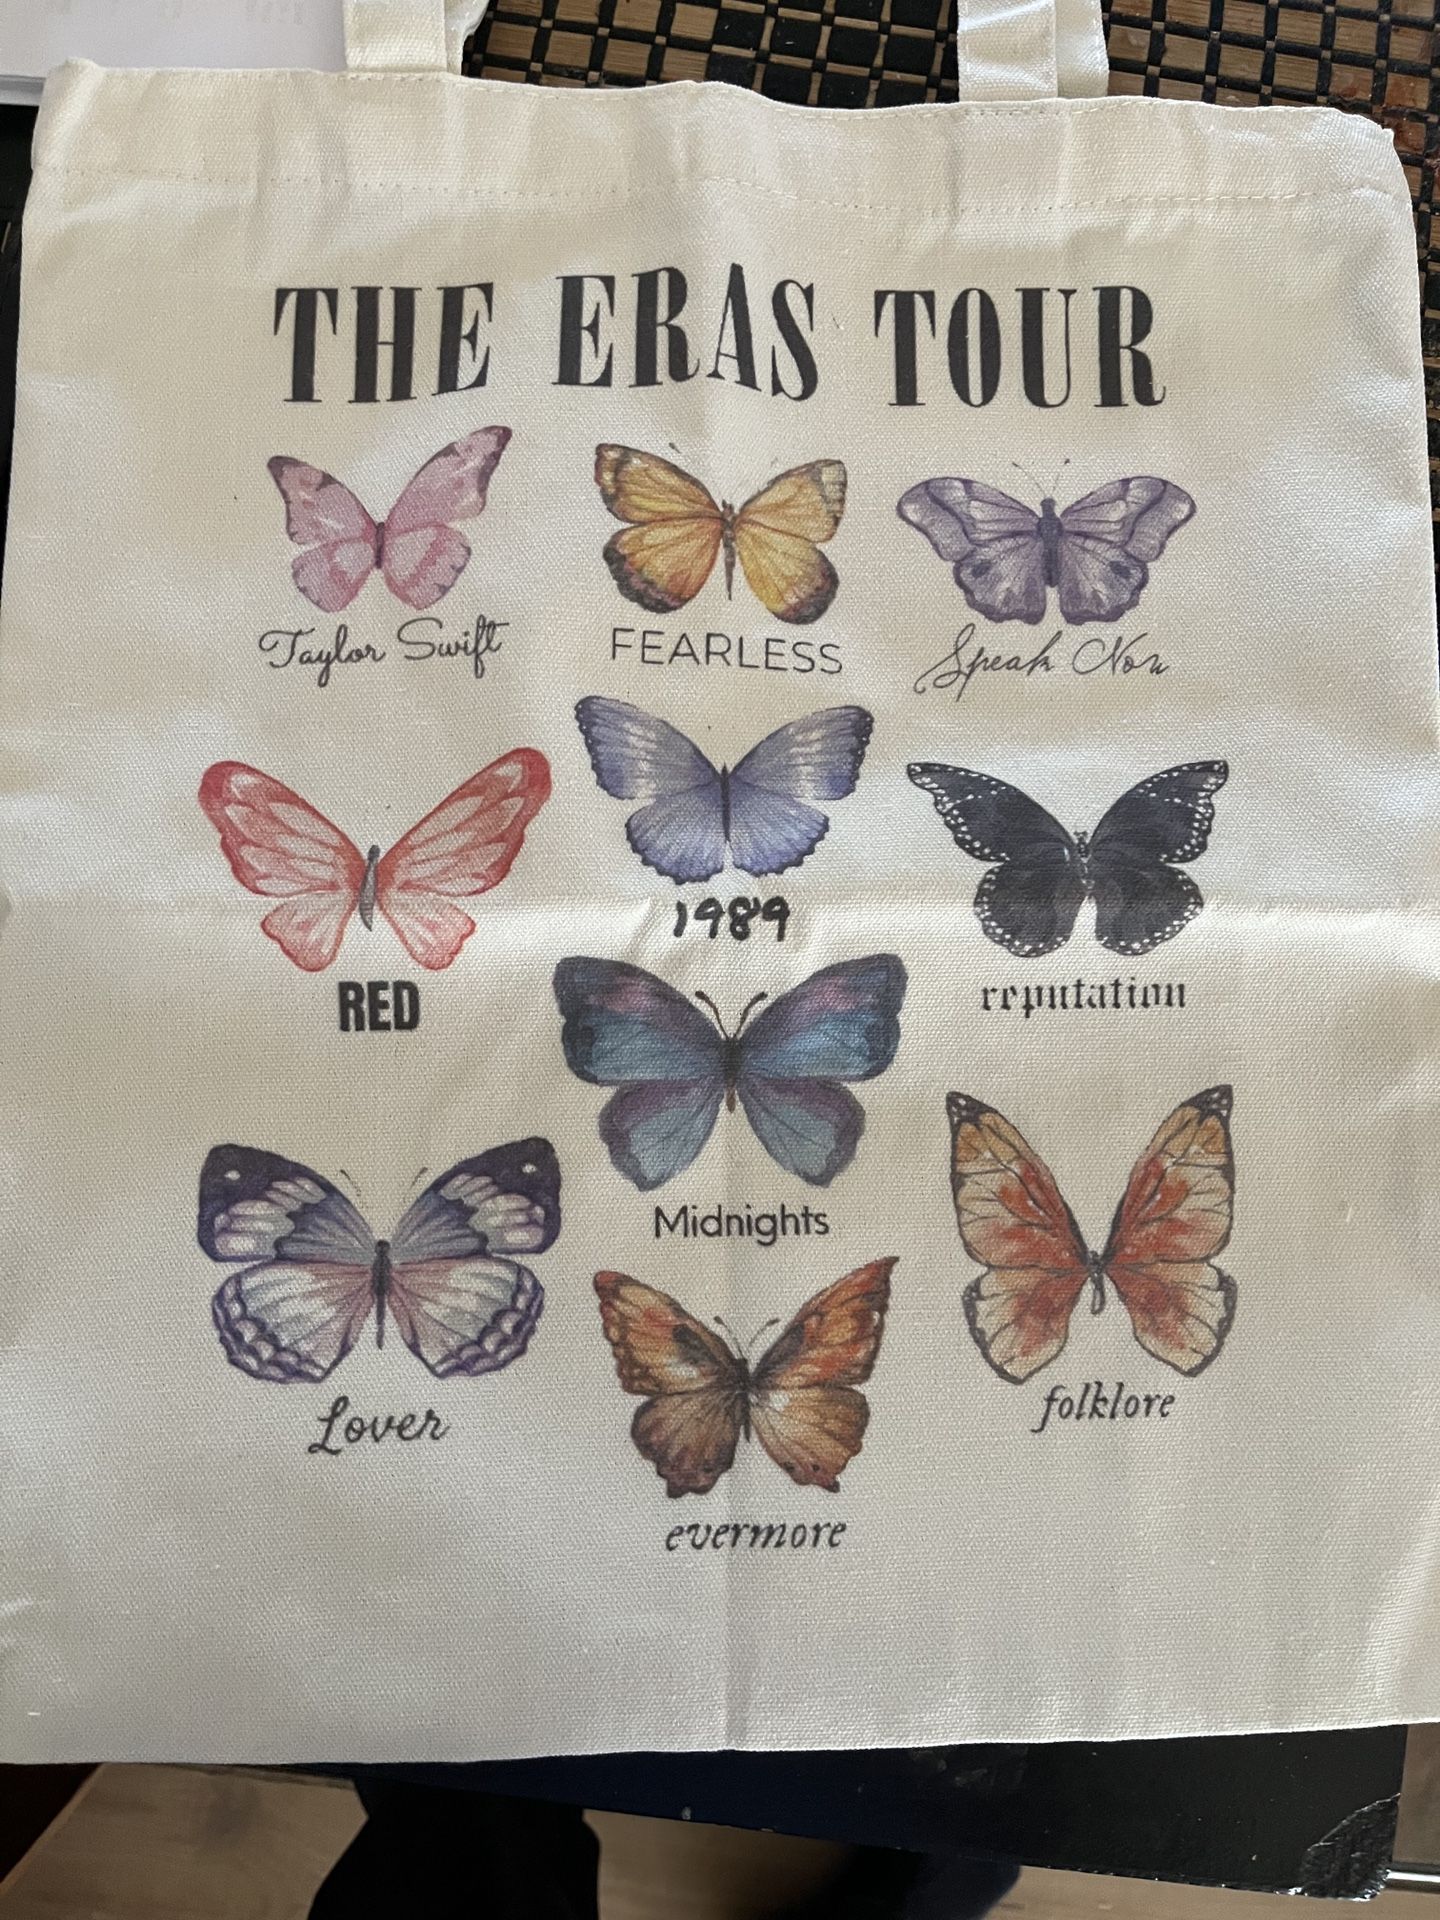 THE ERAS TOUR
Taylor Swift
FEARLESS
Speak Now
1989
RED
reputation
Midnights
Lover
folklore
evermore